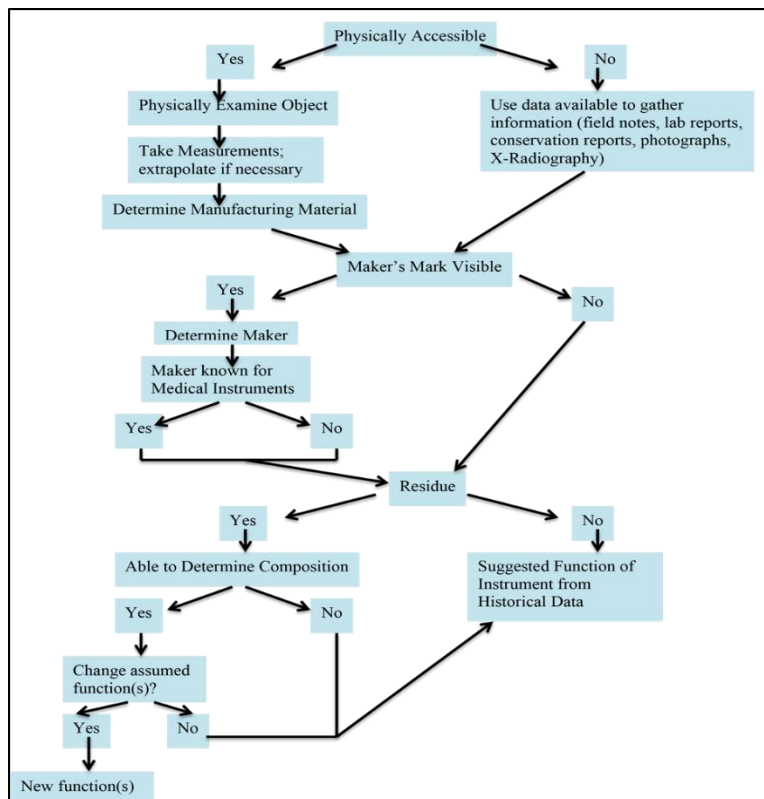 Physically Accessible
Yes
No
Physically Examine Object
Use data available to gather
information (field notes, lab reports,
conservation reports, photographs,
X-Radiography)
Take Measurements;
extrapolate if necessary
Determine Manufacturing Material
Maker's Mark Visible
Yes
No
Determine Maker
Maker known for
Medical Instruments
Yes
No
Residue
Yes
No
Able to Determine Composition
Suggested Function of
Instrument from
Historical Data
Yes
No
Change assumed
function(s)?
Yes
No
New function(s)